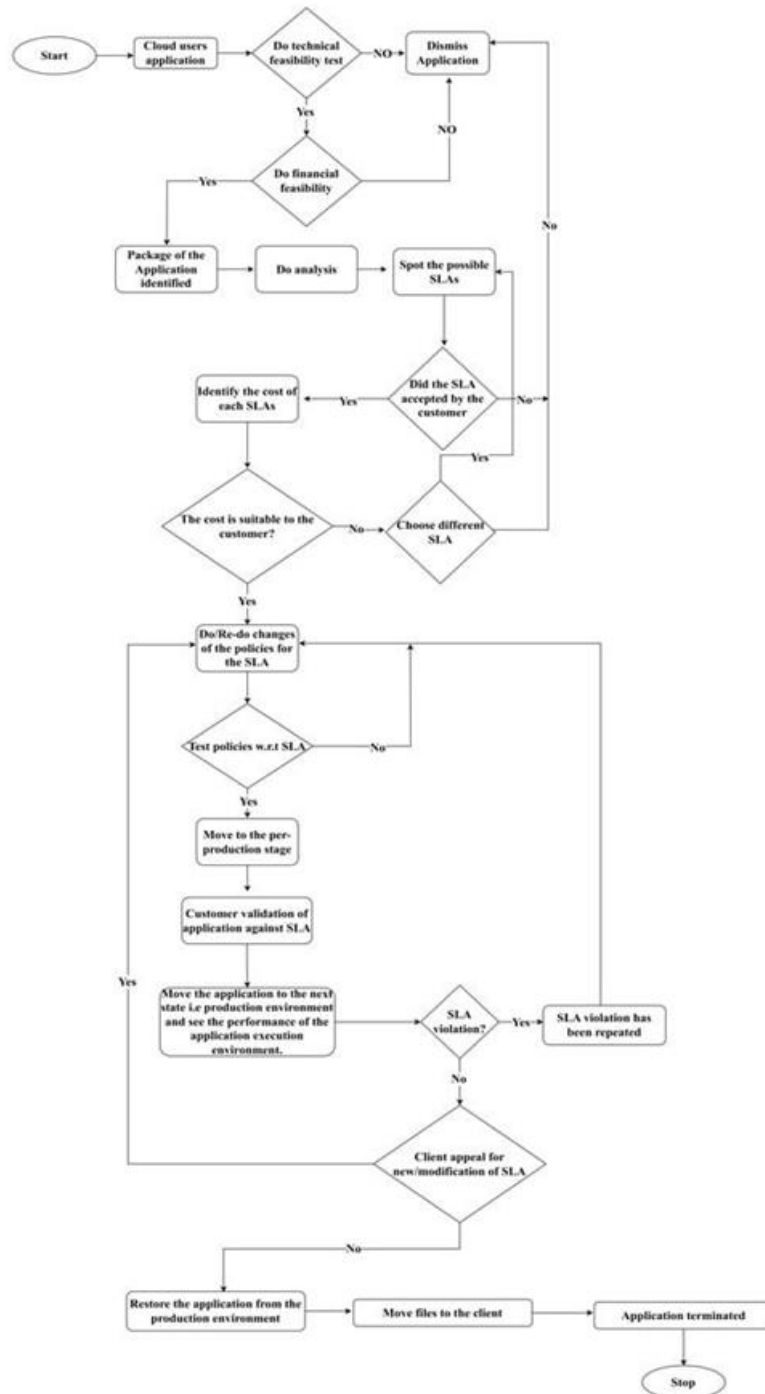 Start
Cloud users
application
Do technical
feasibility test
NO
Dismiss
Application
Yes
NO
Do financial
feasibility
Yes
No
Package of the
Application
identified
Do analysis
Spot the possible
SLAs
Identify the cost of
each SLAs
Yes
Did the SLA
accepted by the
customer
No
Yes
The cost is suitable to the
customer?
No
Choose different
SLA
Yes
Do/Re-do changes
of the policies for
the SLA
Test policies w.r.t SLA
No
Yes
Move to the per-
production stage
Customer validation of
application against SLA
Yes
Move the application to the next
state i.e production environment
and see the performance of the
application execution
environment.
SLA
violation?
Yes
SLA violation has
been repeated
No
Client appeal for
new/modification of SLA
No
Restore the application from the
production environment
Move files to the client
Application terminated
Stop